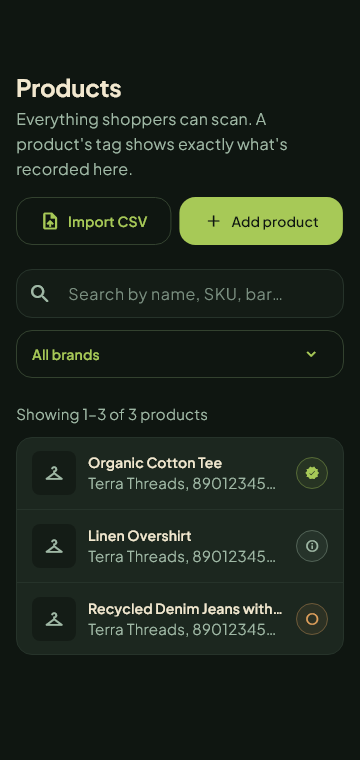 Products
Everything shoppers can scan. A
product's tag shows exactly what's
recorded here.
Import CSV
Add product
Search by name, SKU, bar…
All brands
Showing 1–3 of 3 products
Organic Cotton Tee
Terra Threads, 89012345…
Linen Overshirt
Terra Threads, 89012345…
Recycled Denim Jeans with…
Terra Threads, 89012345…